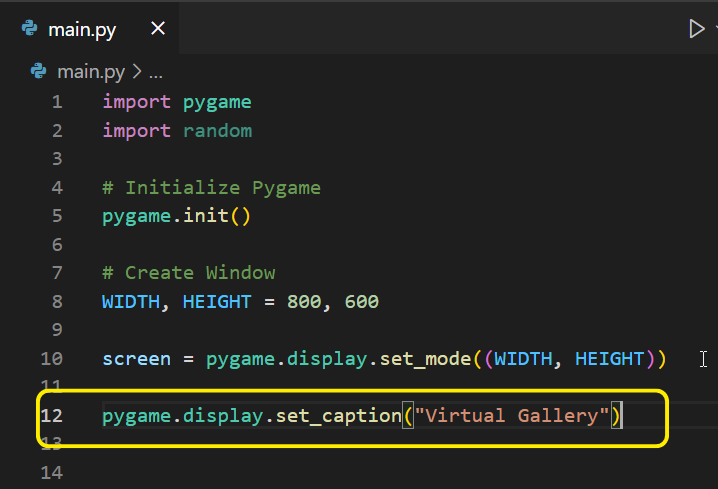 main.py
main.py > ...
1 import pygame
2 import random
3
4 # Initialize Pygame
5 pygame.init()
6
7 # Create Window
8 WIDTH, HEIGHT = 800, 600
9
10 screen = pygame.display.set_mode((WIDTH, HEIGHT))
11
12 pygame.display.set_caption("Virtual Gallery")
13
14